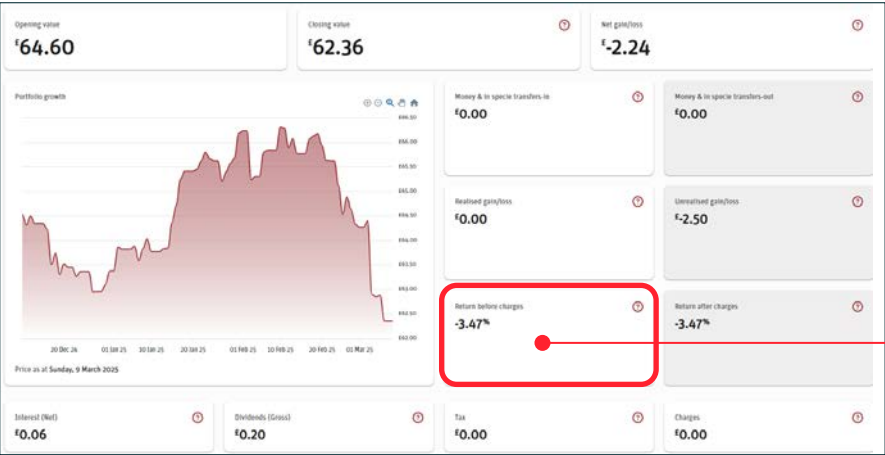 Opening value
£64.60
Closing value
£62.36
Net gain/loss
£-2.24
Portfolio growth
£66.50
£66.00
£65.50
£65.00
£64.50
£64.00
£63.50
£63.00
£62.50
£62.00
20 Dec 24
01 Jan 25
10 Jan 25
20 Jan 25
01 Feb 25
10 Feb 25
20 Feb 25
01 Mar 25
Price as at Sunday, 9 March 2025
Money & in specie transfers-in
£0.00
Money & in specie transfers-out
£0.00
Realised gain/loss
£0.00
Unrealised gain/loss
£-2.50
Return before charges
-3.47%
Return after charges
-3.47%
Interest (Net)
£0.06
Dividends (Gross)
£0.20
Tax
£0.00
Charges
£0.00